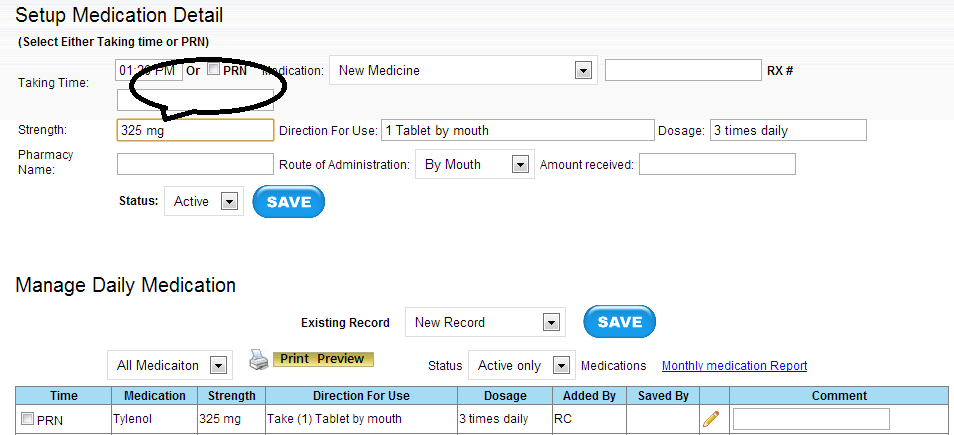 Setup Medication Detail
(Select Either Taking time or PRN)
Taking Time: PM Or PRN Medication: New Medicine RX #
Strength: 325 mg Direction For Use: 1 Tablet by mouth Dosage: 3 times daily
Pharmacy Name: Route of Administration: By Mouth Amount received:
Status: Active SAVE
Manage Daily Medication
Existing Record New Record SAVE
All Medicaiton Print Preview Status Active only Medications Monthly medication Report
Time Medication Strength Direction For Use Dosage Added By Saved By Comment
PRN Tylenol 325 mg Take (1) Tablet by mouth 3 times daily RC